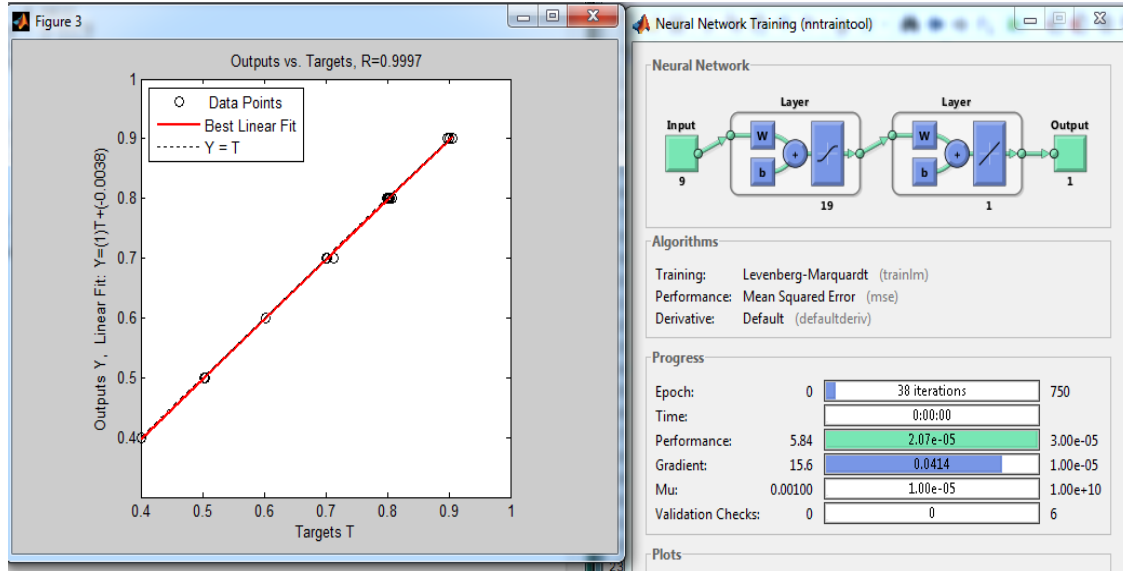 Figure 3
Outputs vs. Targets, R=0.9997
Data Points
Best Linear Fit
Y = T
Outputs Y, Linear Fit: Y=(1)T+(-0.0038)
1
0.9
0.8
0.7
0.6
0.5
0.4
0.4 0.5 0.6 0.7 0.8 0.9 1
Targets T
Neural Network Training (nntraintool)
Neural Network
Layer Layer
Input Output
W W
b b
+ +
9 1
19 1
Algorithms
Training: Levenberg-Marquardt (trainlm)
Performance: Mean Squared Error (mse)
Derivative: Default (defaultderiv)
Progress
Epoch: 0 38 iterations 750
Time: 0:00:00
Performance: 5.84 2.07e-05 3.00e-05
Gradient: 15.6 0.0414 1.00e-05
Mu: 0.00100 1.00e-05 1.00e+10
Validation Checks: 0 0 6
Plots
23